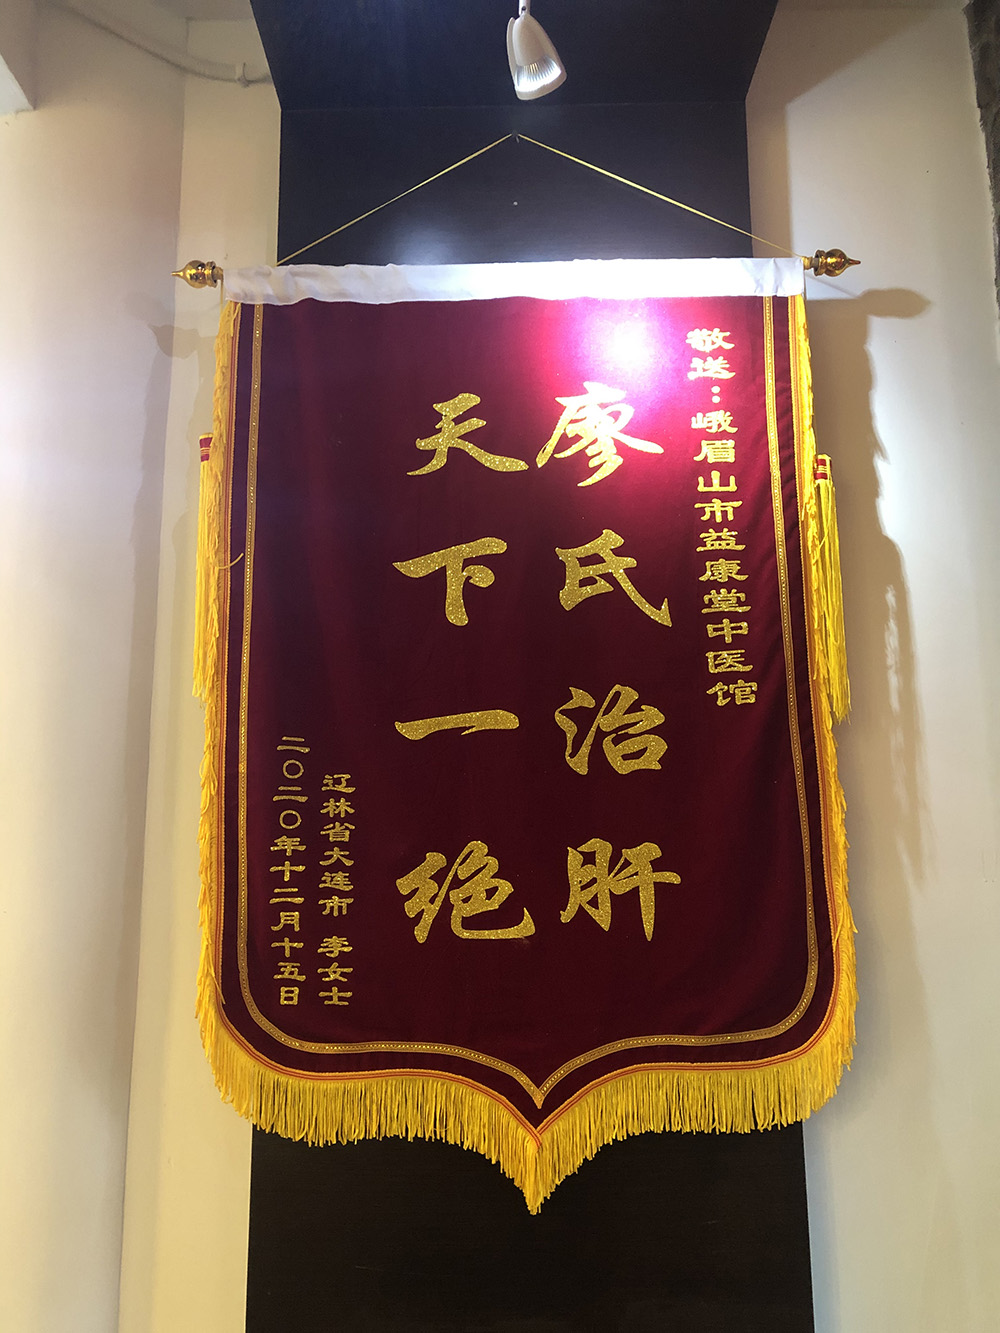 敬送：峨眉山市益康堂中医馆
廖氏治肝
天下一绝
辽林省大连市 李女士
二〇二〇年十二月十五日